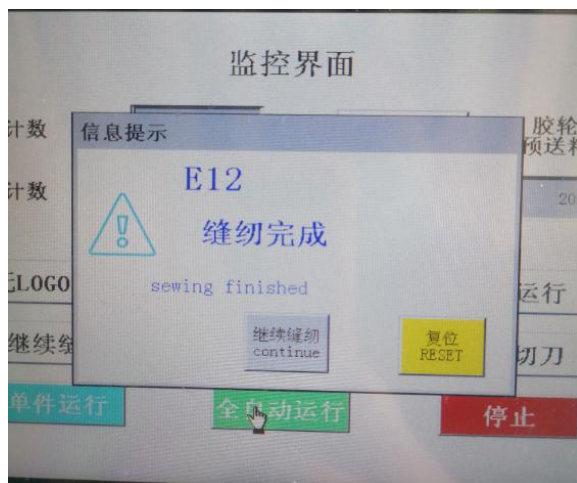 监控界面
计数
胶轮
预送料
信息提示
E12
计数
20
缝纫完成
sewing finished
LOGO
运行
继续缝纫
continue
复位
RESET
继续缝
切刀
单件运行
全自动运行
停止